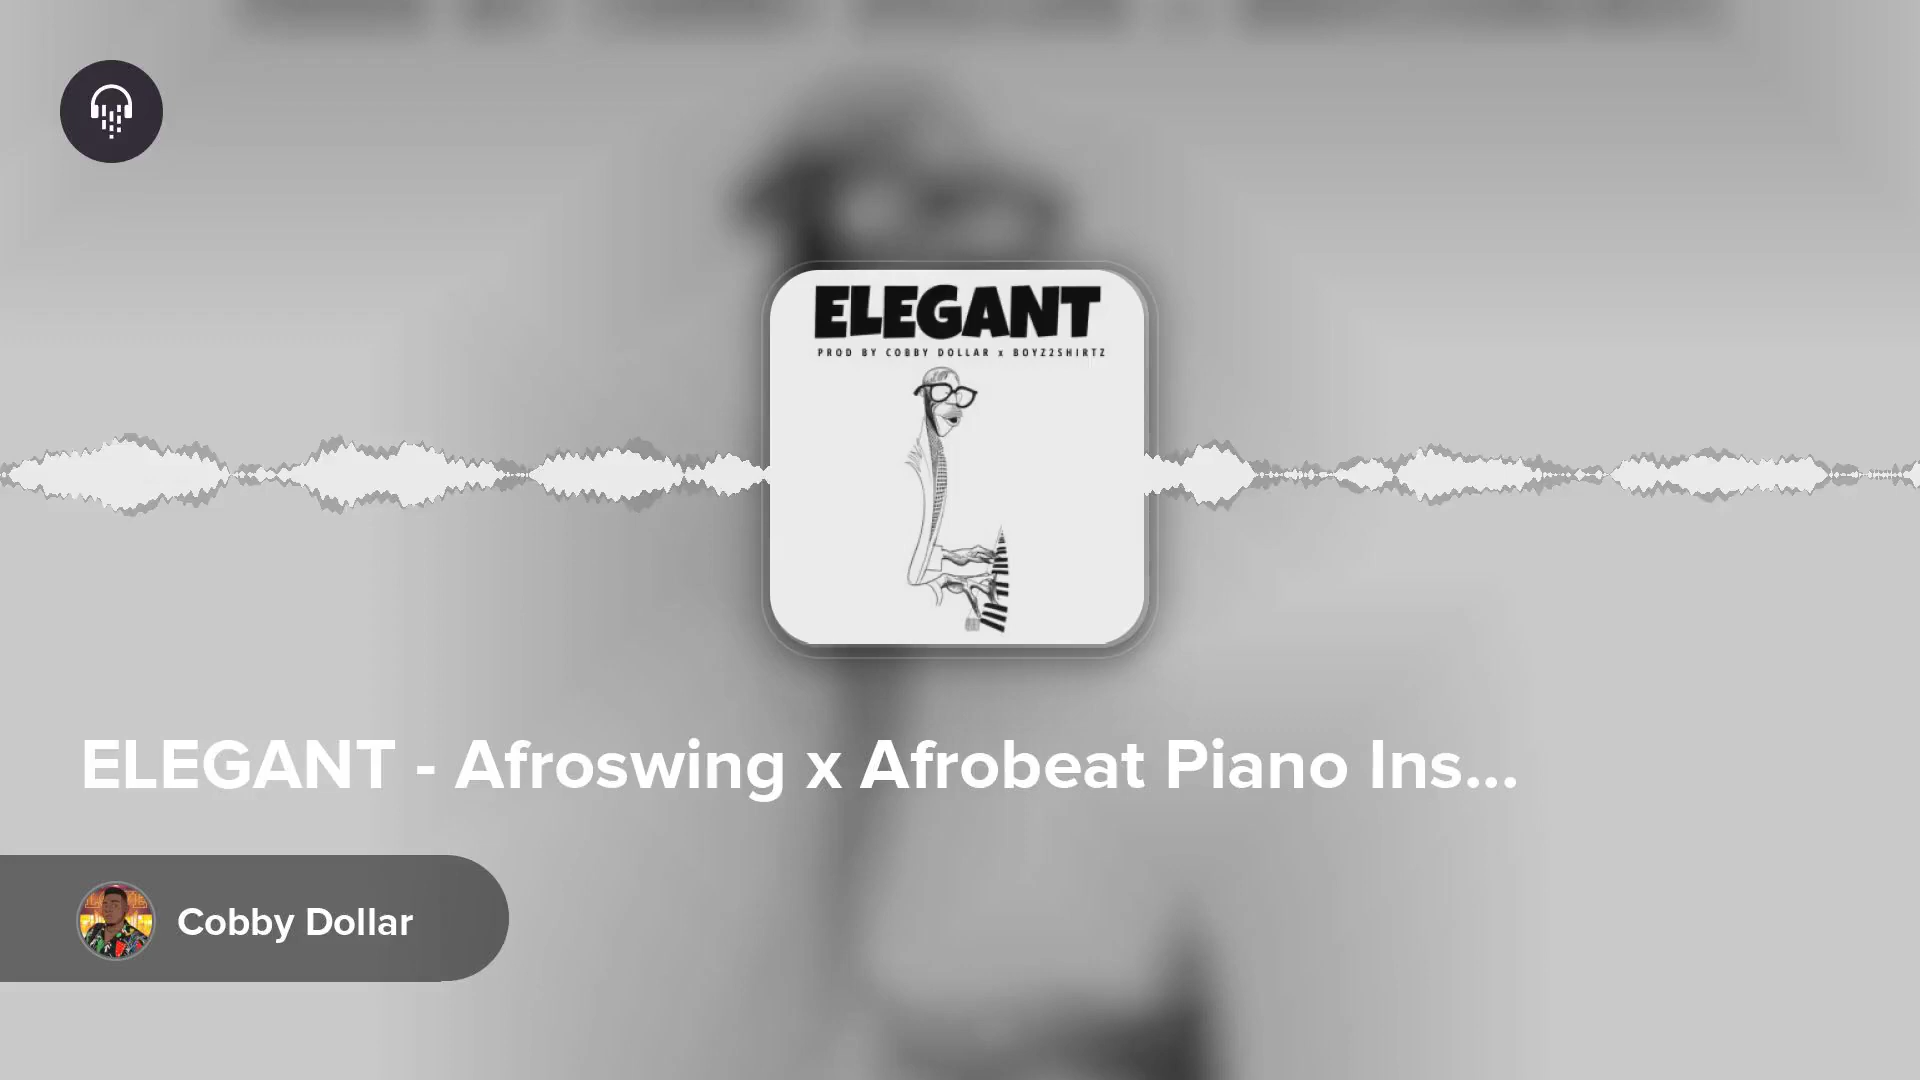 ELEGANT
PROD BY COBBY DOLLAR x BOYZ2SHIRTZ
ELEGANT - Afroswing x Afrobeat Piano Ins...
Cobby Dollar